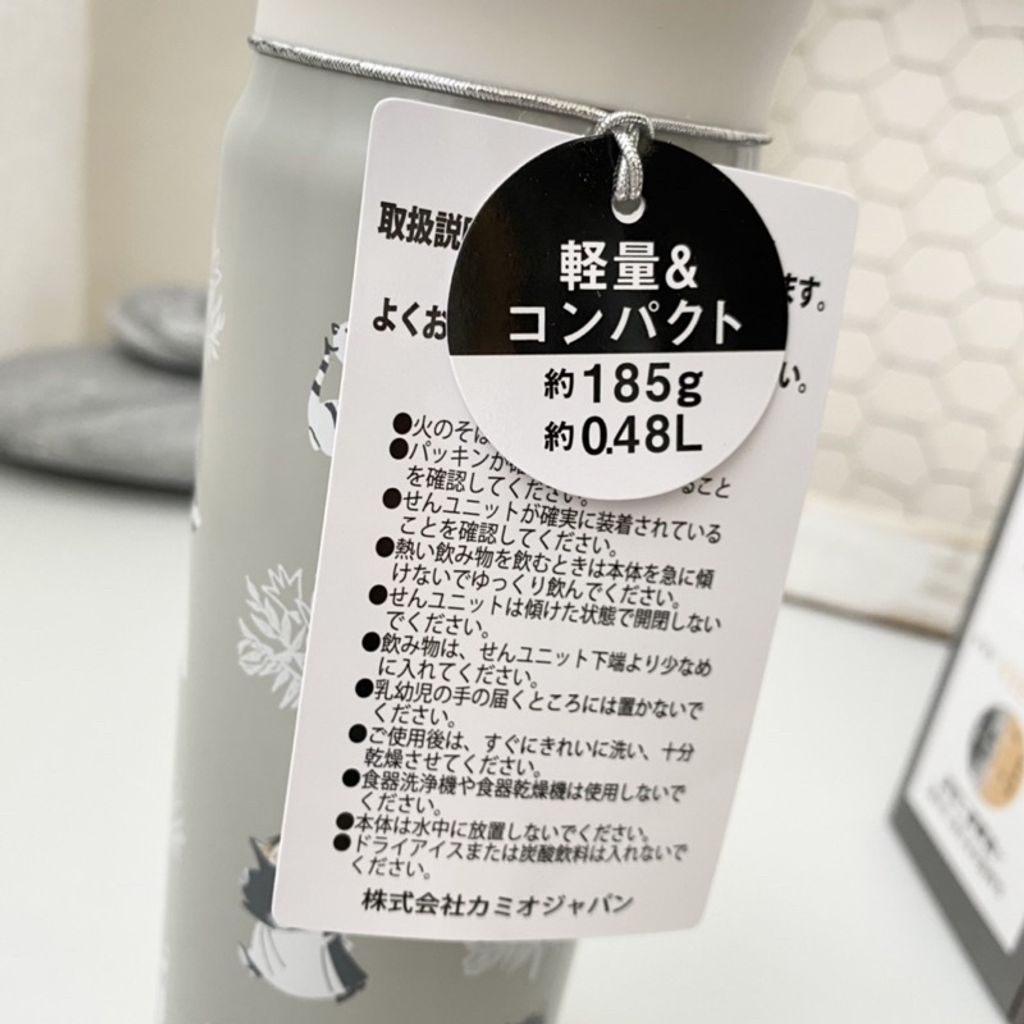 軽量&
コンパクト
約185g
約0.48L
取扱説
ます。
よくお
い。
●火のそば
●パッキンが確
ること
を確認してください。
●せんユニットが確実に装着されている
ことを確認してください。
●熱い飲み物を飲むときは本体を急に傾
けないでゆっくり飲んでください。
●せんユニットは傾けた状態で開閉しない
でください。
●飲み物は、せんユニット下端より少なめ
に入れてください。
●乳幼児の手の届くところには置かないで
ください。
●ご使用後は、すぐにきれいに洗い、十分
乾燥させてください。
●食器洗浄機や食器乾燥機は使用しないで
ください。
●本体は水中に放置しないでください。
●ドライアイスまたは炭酸飲料は入れないで
ください。
株式会社カミオジャパン